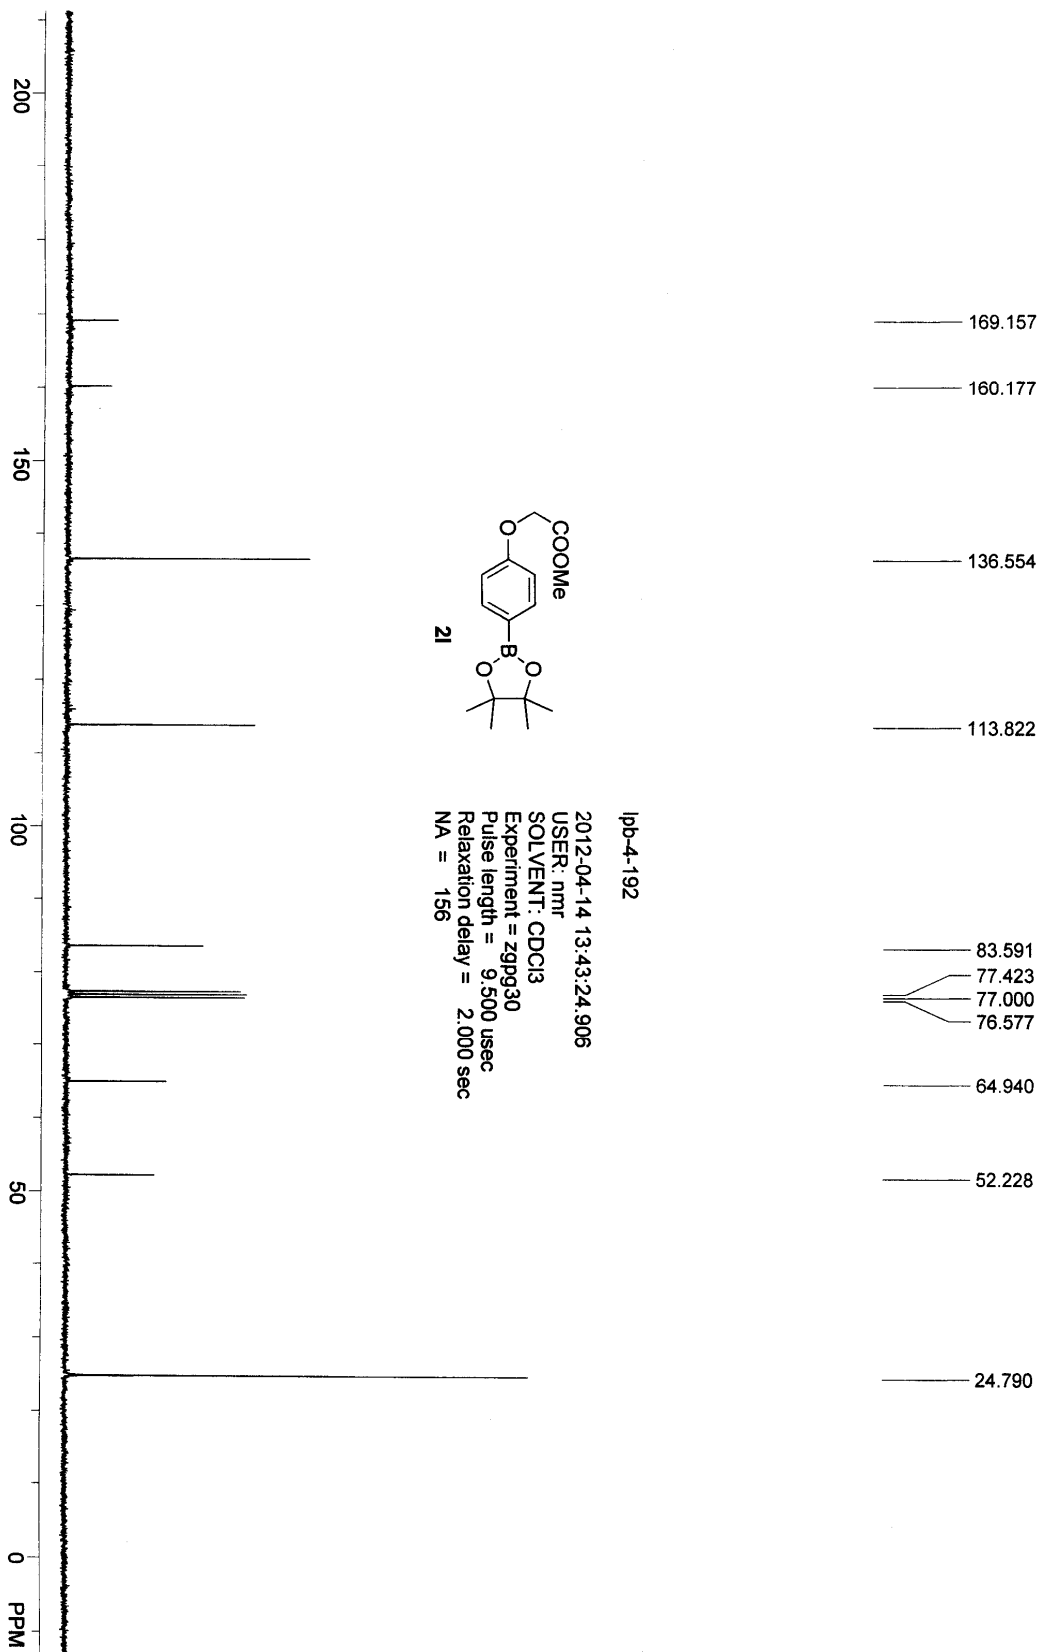 lpb-4-192
2012-04-14 13:43:24.906
USER: nmr
SOLVENT: CDCl3
Experiment = zgpg30
Pulse length = 9.500 usec
Relaxation delay = 2.000 sec
NA = 156
COOMe
O
B
O
O
2l
169.157
160.177
136.554
113.822
83.591
77.423
77.000
76.577
64.940
52.228
24.790
200
150
100
50
0
PPM